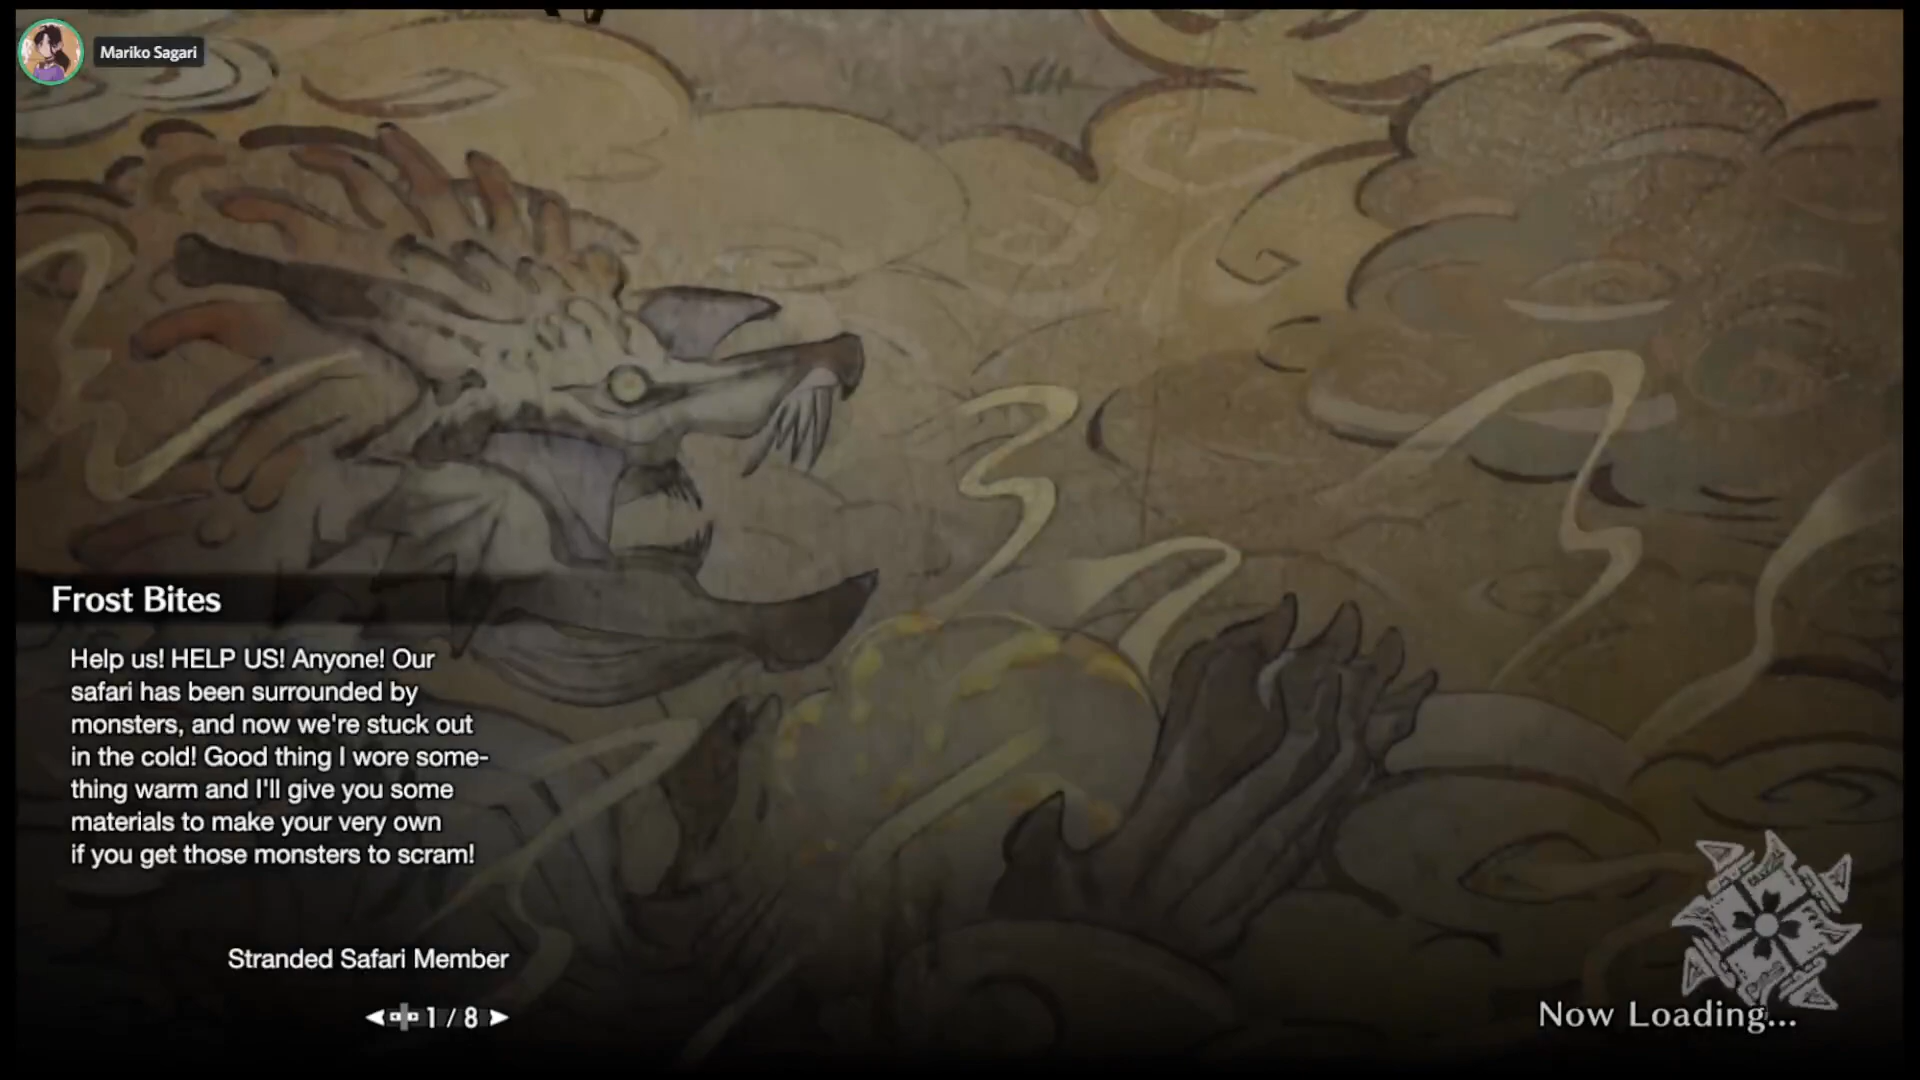 Mariko Sagari
Frost Bites
Help us! HELP US! Anyone! Our
safari has been surrounded by
monsters, and now we're stuck out
in the cold! Good thing I wore some-
thing warm and I'll give you some
materials to make your very own
if you get those monsters to scram!
Stranded Safari Member
1 / 8
Now Loading...